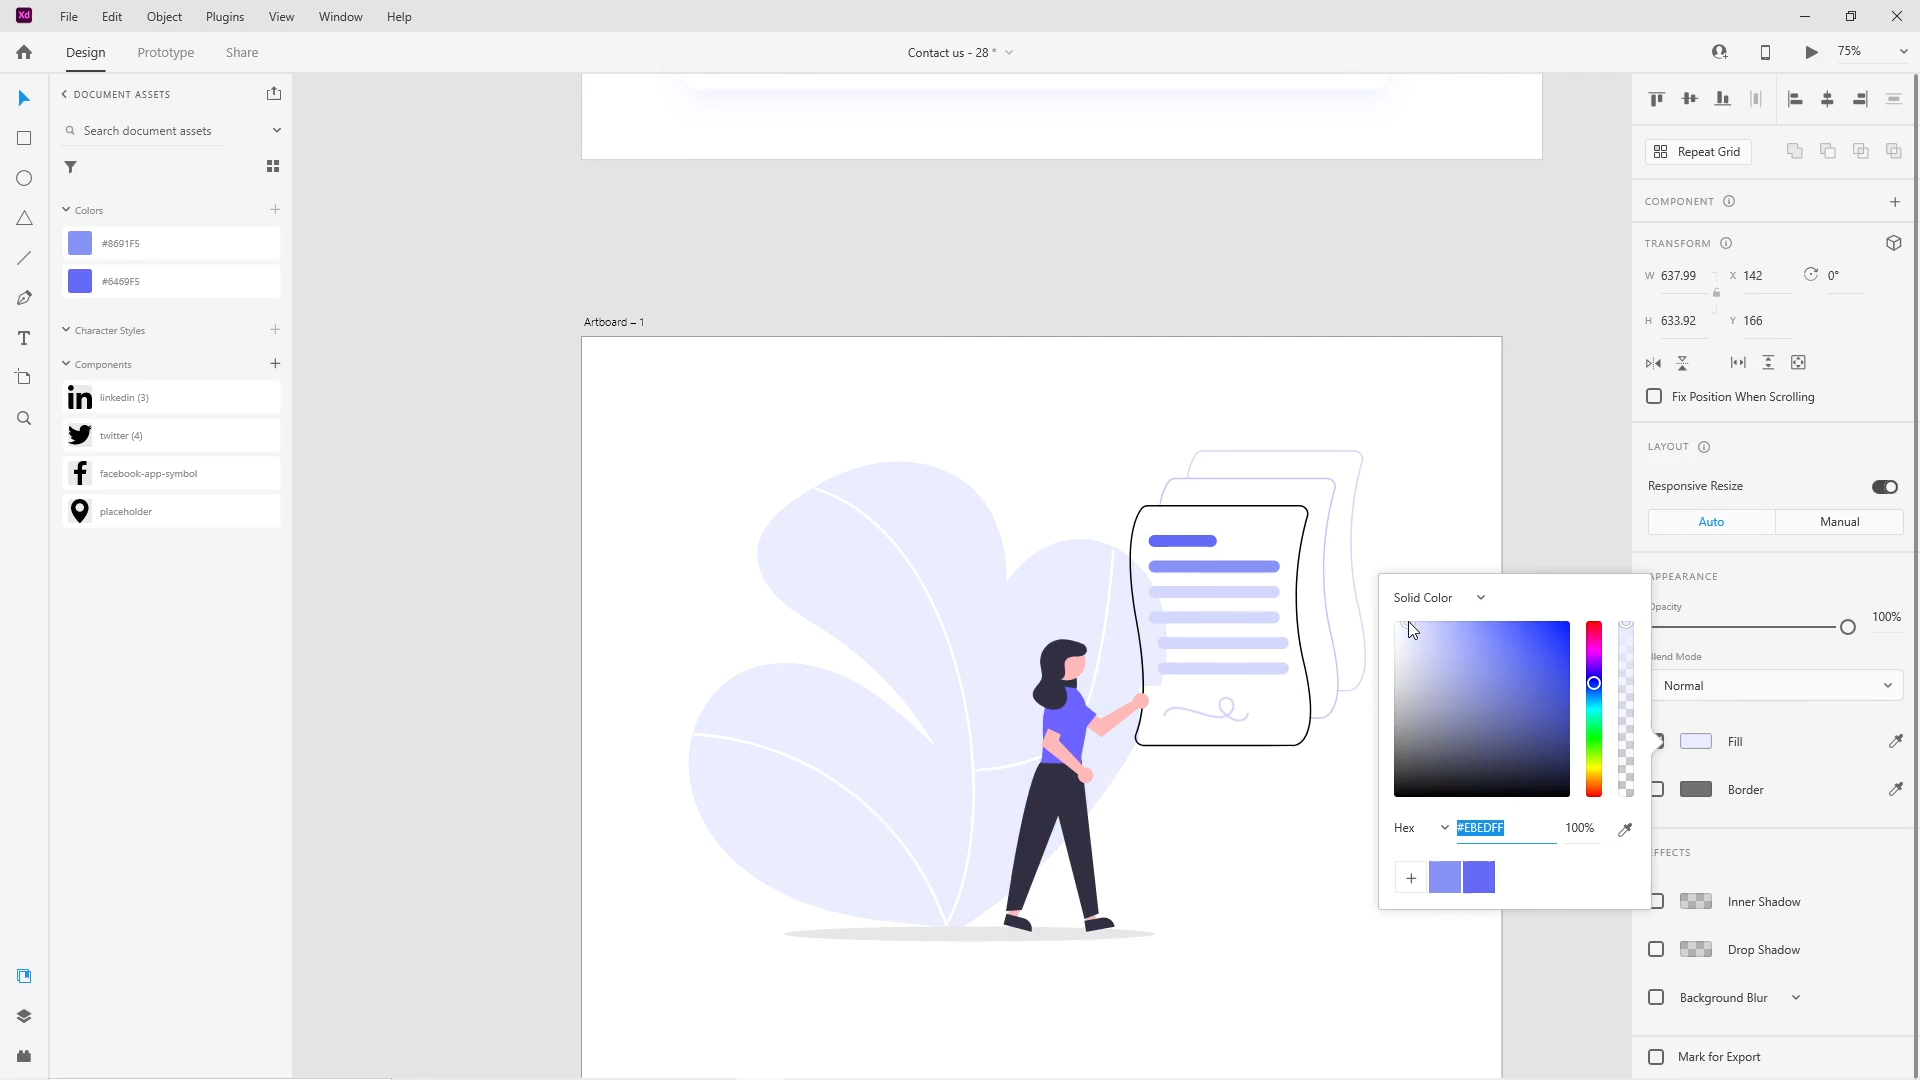 Xd File Edit Object Plugins View Window Help
Design Prototype Share Contact us - 28 * 75%
DOCUMENT ASSETS
Search document assets
Colors
#8691F5
#6469F5
Character Styles
Components
in linkedin (3)
twitter (4)
facebook-app-symbol
placeholder
Artboard – 1
Repeat Grid
COMPONENT
TRANSFORM
W 637.99 X 142 0°
H 633.92 Y 166
Fix Position When Scrolling
LAYOUT
Responsive Resize
Auto Manual
APPEARANCE
Opacity
100%
Blend Mode
Normal
Fill
Border
EFFECTS
Inner Shadow
Drop Shadow
Background Blur
Mark for Export
Solid Color
Hex #EBEDFF 100%